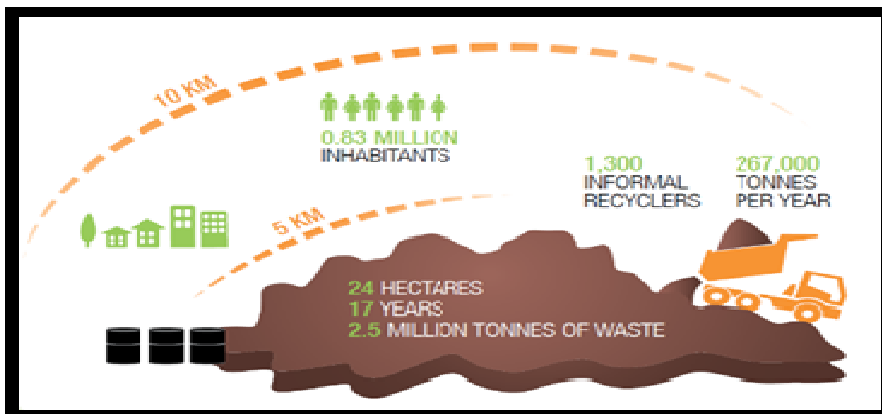 10 KM
0.83 MILLION
INHABITANTS
1,300
INFORMAL
RECYCLERS
267,000
TONNES
PER YEAR
5 KM
24 HECTARES
17 YEARS
2.5 MILLION TONNES OF WASTE